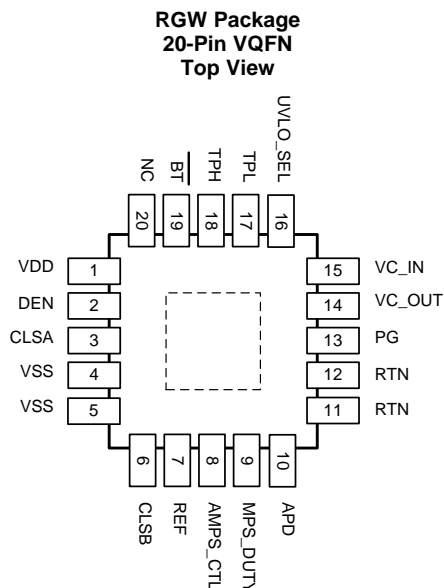 RGW Package
20-Pin VQFN
Top View
NC
BT
TPH
TPL
UVLO_SEL
20
19
18
17
16
VDD 1
DEN 2
CLSA 3
VSS 4
VSS 5
15 VC_IN
14 VC_OUT
13 PG
12 RTN
11 RTN
6
7
8
9
10
CLSB
REF
AMPS_CTL
MPS_DUTY
APD